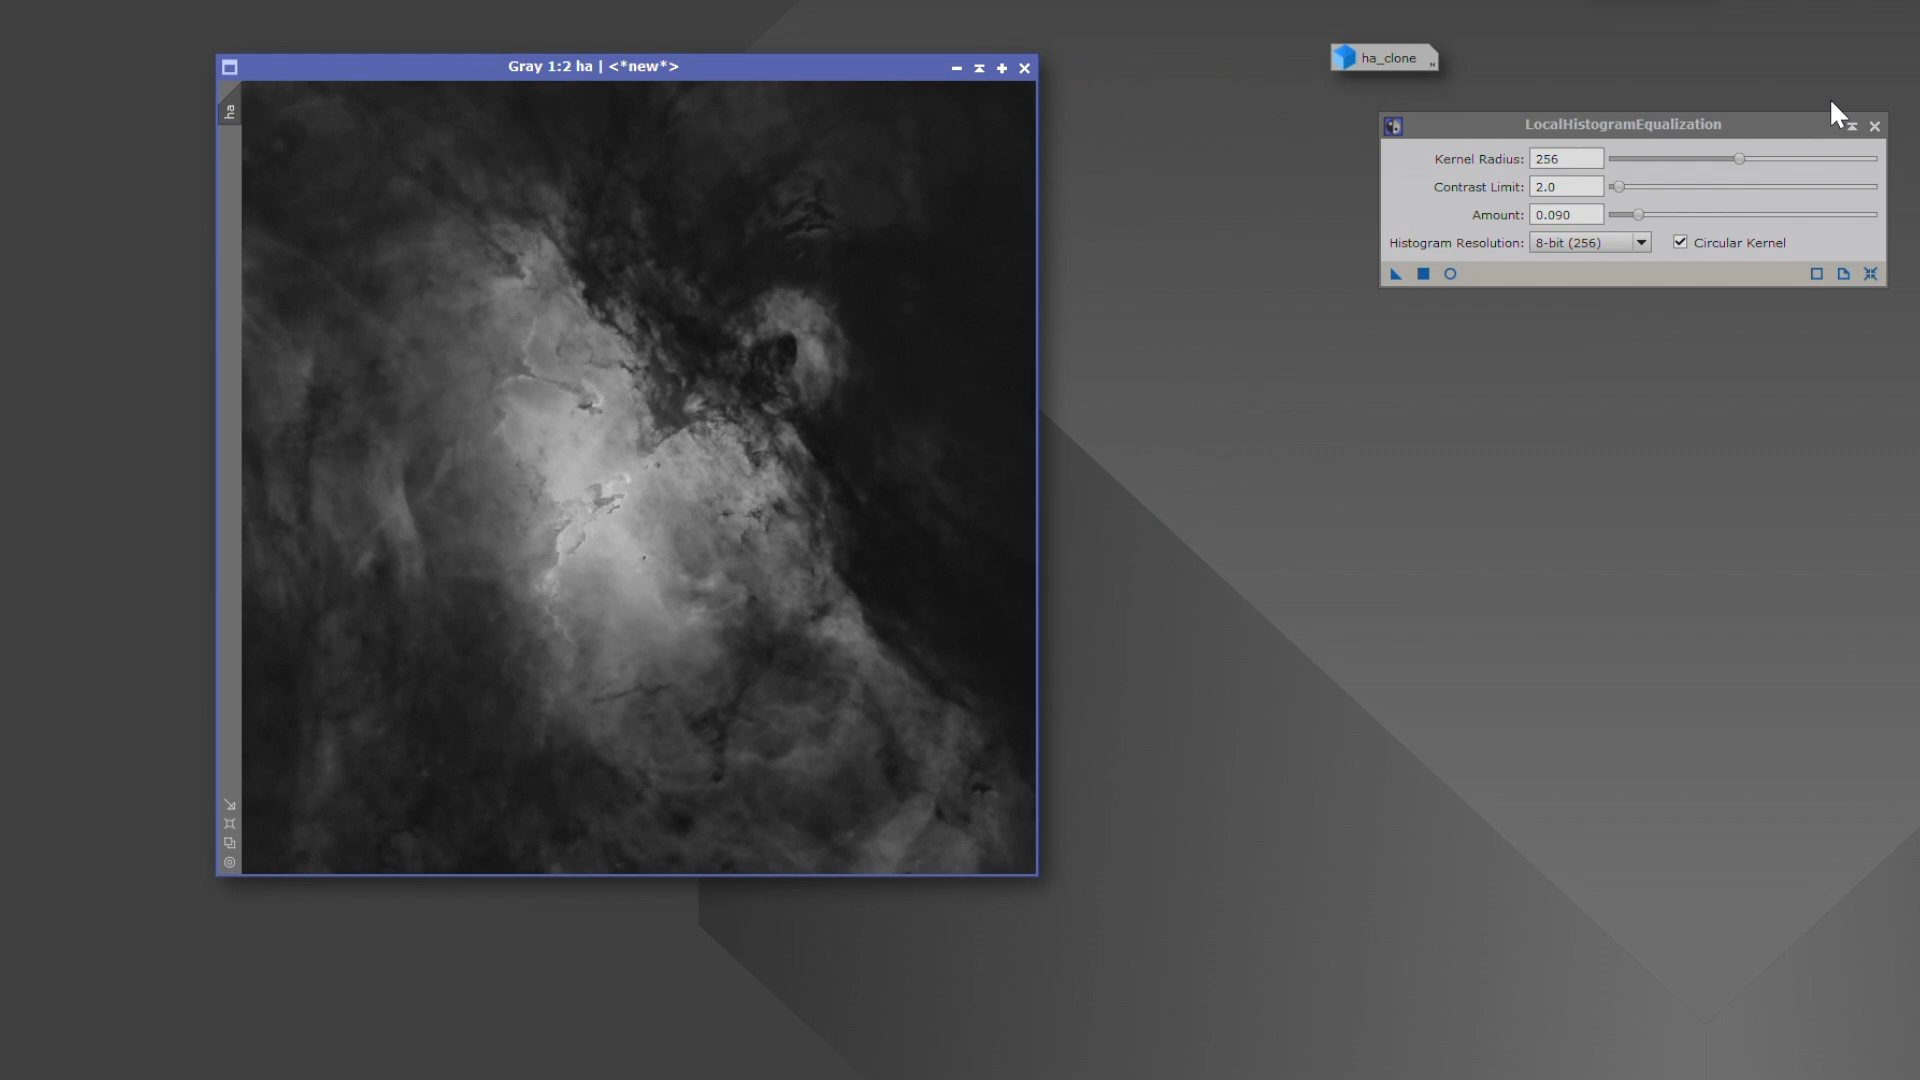 Gray 1:2 ha | <*new*>
ha
ha_clone
N
LocalHistogramEqualization
Kernel Radius: 256
Contrast Limit: 2.0
Amount: 0.090
Histogram Resolution: 8-bit (256) Circular Kernel